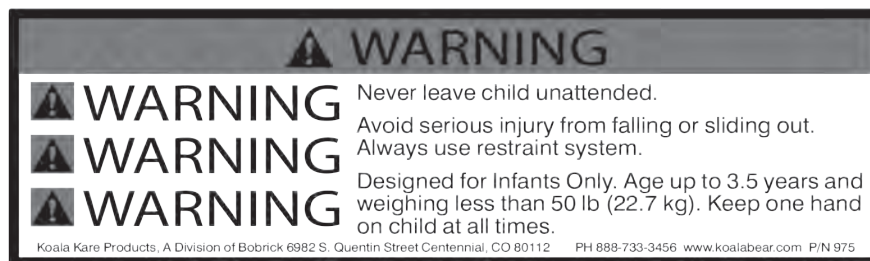 WARNING
WARNING Never leave child unattended.
WARNING Avoid serious injury from falling or sliding out.
Always use restraint system.
WARNING Designed for Infants Only. Age up to 3.5 years and
weighing less than 50 lb (22.7 kg). Keep one hand
on child at all times.
Koala Kare Products, A Division of Bobrick 6982 S. Quentin Street Centennial, CO 80112 PH 888-733-3456 www.koalabear.com P/N 975